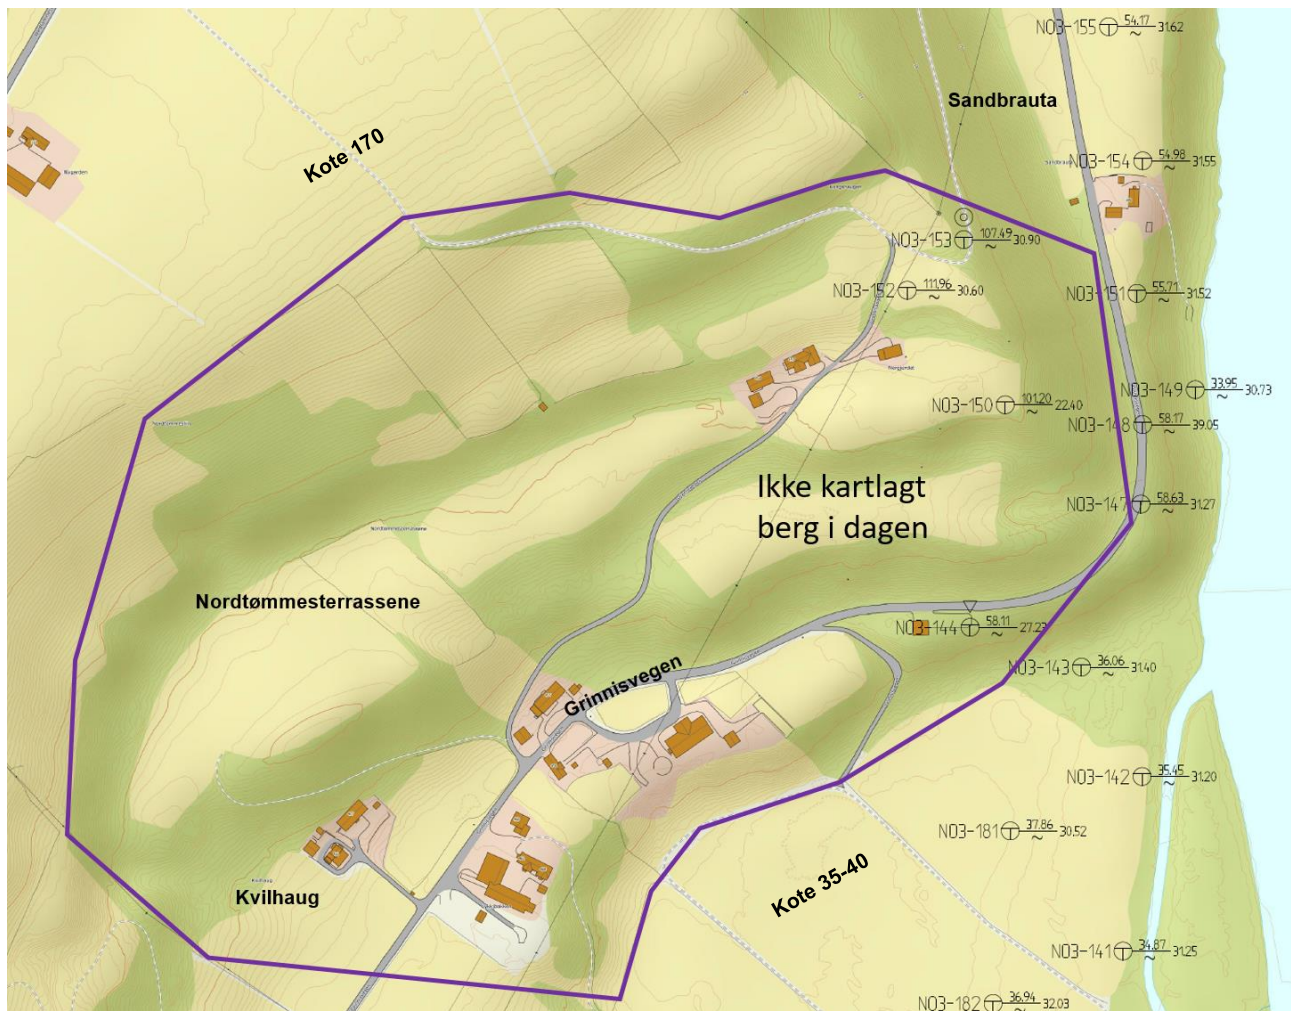 NO3-155 54,17 31.62
Sandbrauta
Kote 170
NO3-154 54,98 31.55
NO3-153 107,49 30.90
NO3-152 111,96 30.60
NO3-151 55,71 31.52
NO3-149 33,95 30.73
NO3-150 101,20 22.40
NO3-148 58,17 39.05
Ikke kartlagt
berg i dagen
NO3-147 58,63 31.27
Nordtømmesterrassene
Nordtømmesterrassene
NO3-144 58,11 27.23
NO3-143 36,06 31.40
Grinnisvegen
NO3-142 35,45 31.20
NO3-181 37,86 30.52
Kote 35-40
Kvilhaug
Kvilhaug
NO3-141 34,87 31.25
NO3-182 36,94 32.03